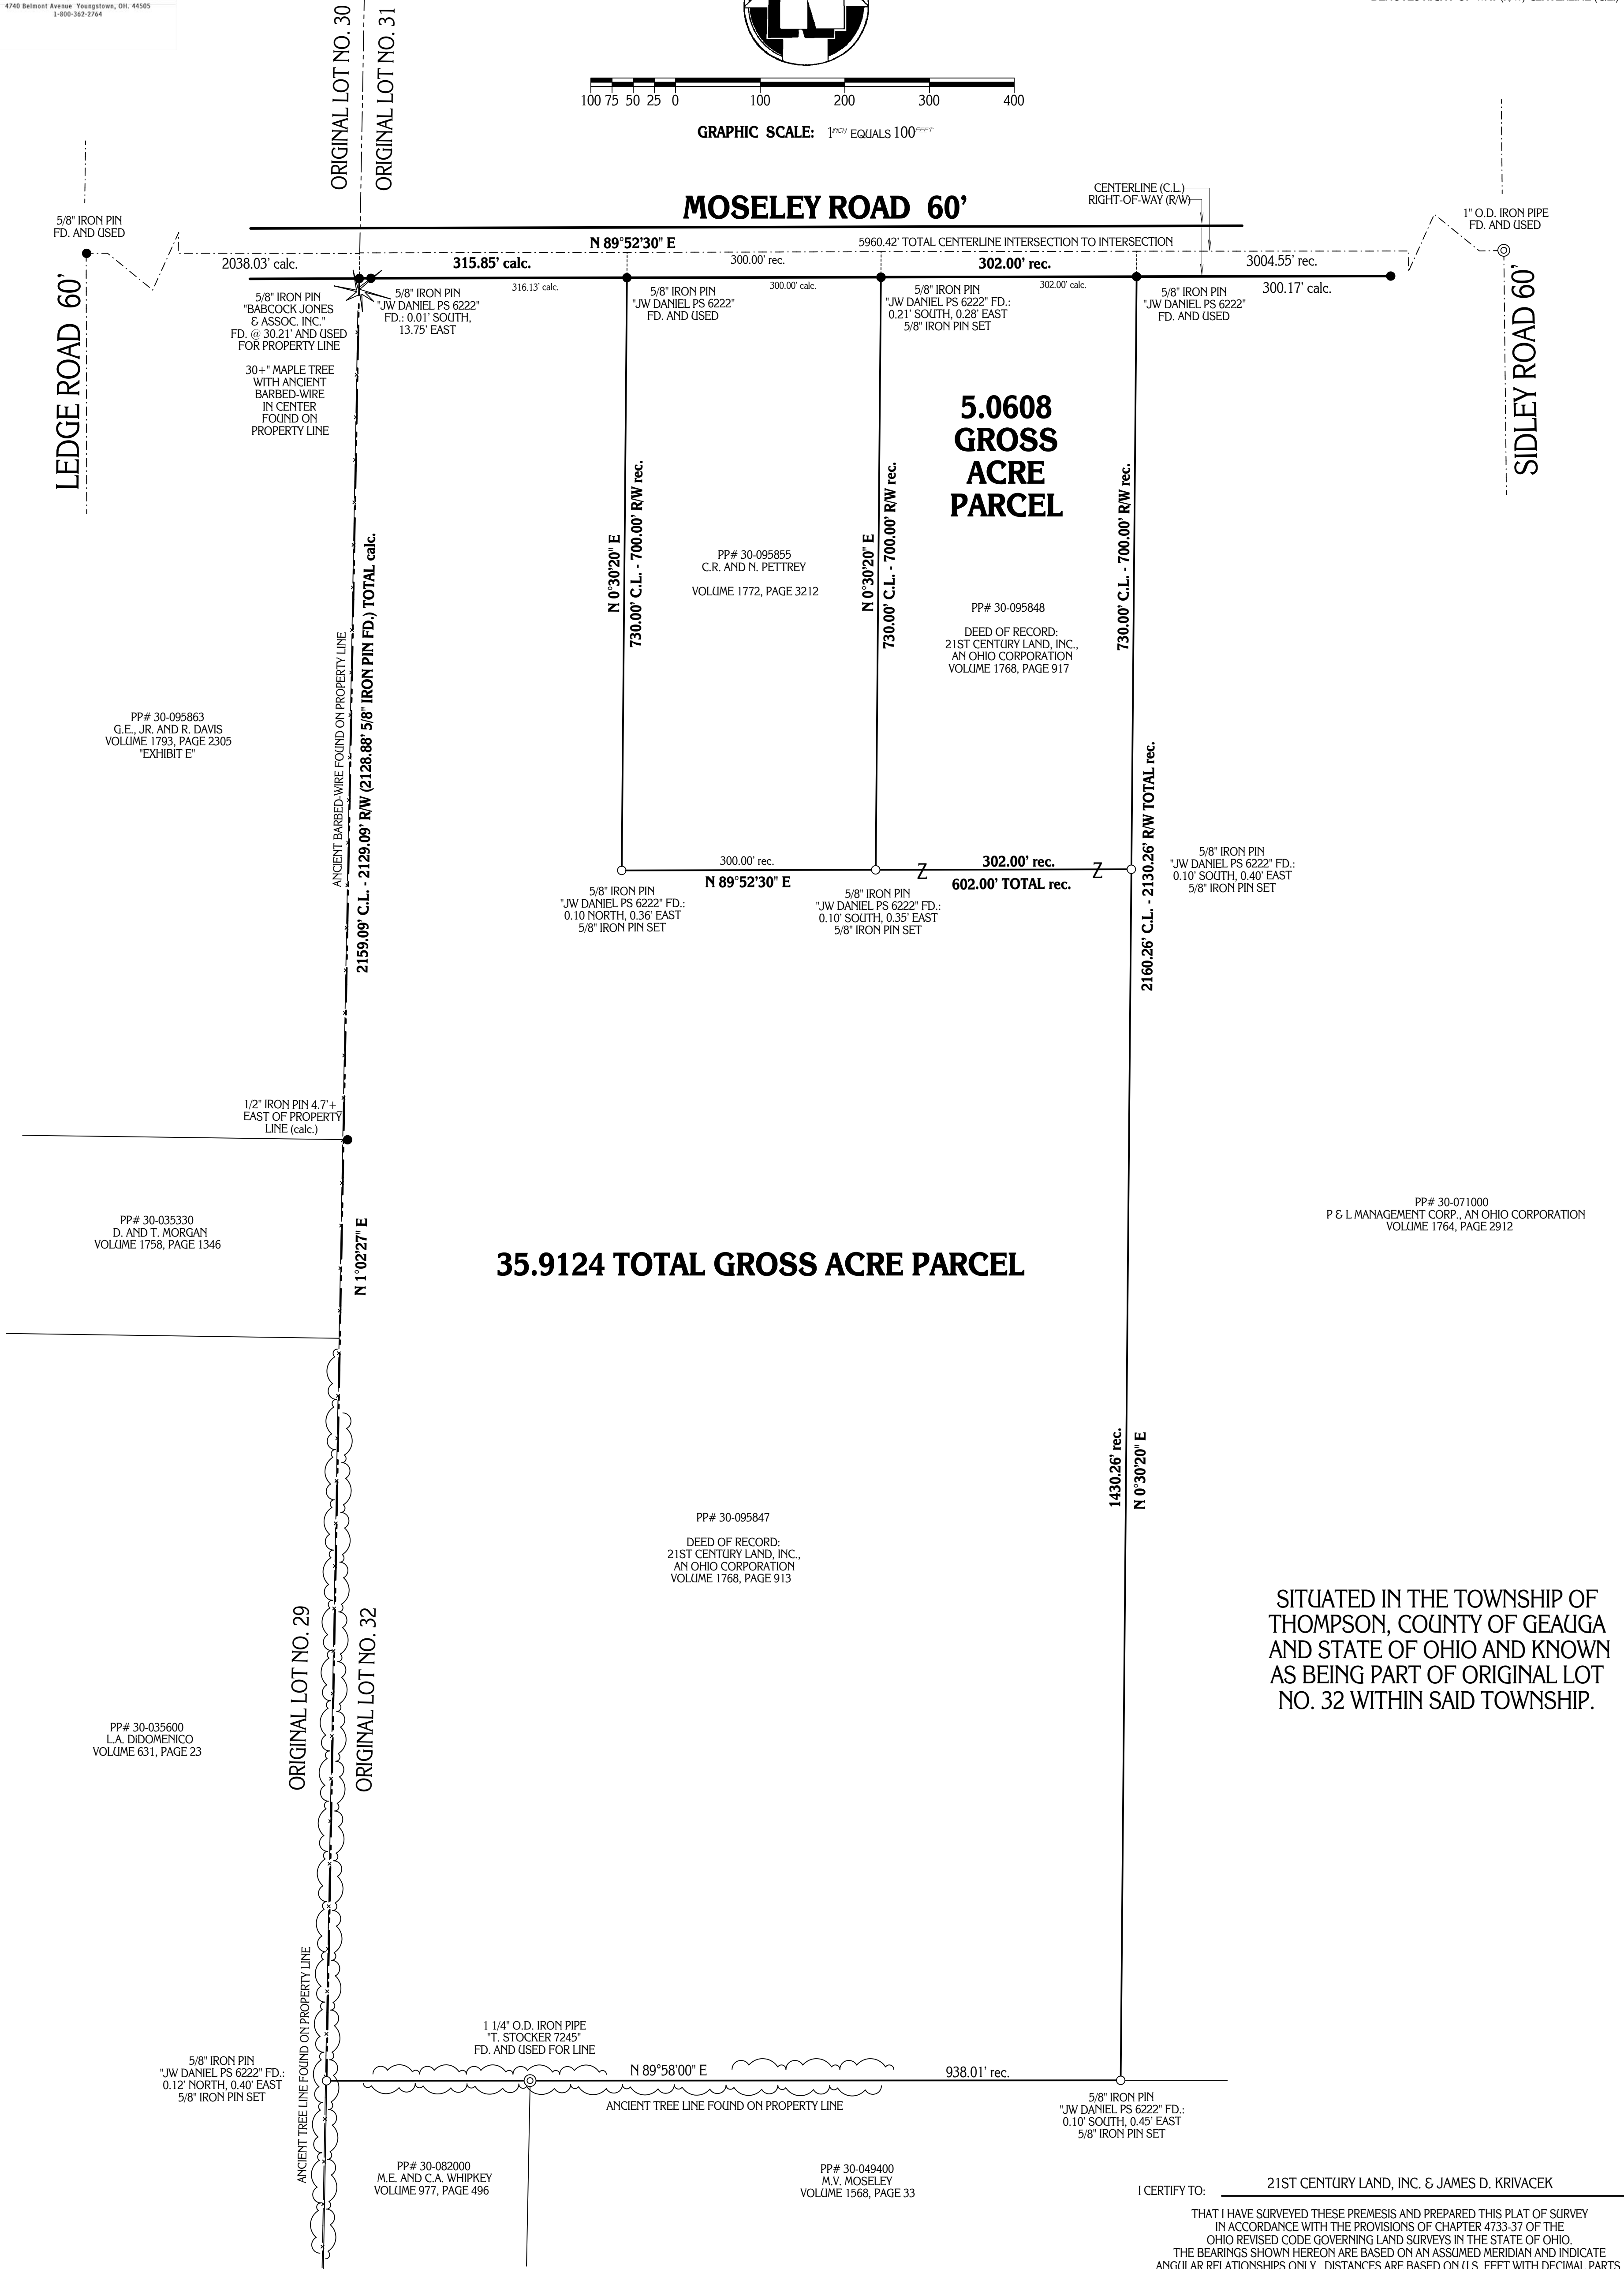 4740 Belmont Avenue Youngstown, OH, 44505
1-800-362-2764
ORIGINAL LOT NO. 30
ORIGINAL LOT NO. 31
100 75 50 25 0 100 200 300 400
GRAPHIC SCALE: 1 INCH EQUALS 100 FEET
CENTERLINE (C.L.)
RIGHT-OF-WAY (R/W)
MOSELEY ROAD 60'
5/8" IRON PIN
FD. AND USED
1" O.D. IRON PIPE
FD. AND USED
N 89°52'30" E
5960.42' TOTAL CENTERLINE INTERSECTION TO INTERSECTION
2038.03' calc.
315.85' calc.
300.00' rec.
302.00' rec.
3004.55' rec.
316.13' calc.
300.00' calc.
302.00' calc.
300.17' calc.
LEDGE ROAD 60'
SIDLEY ROAD 60'
5/8" IRON PIN
"BABCOCK JONES
& ASSOC. INC."
FD. @ 30.21' AND USED
FOR PROPERTY LINE
30+" MAPLE TREE
WITH ANCIENT
BARBED-WIRE
IN CENTER
FOUND ON
PROPERTY LINE
5/8" IRON PIN
"JW DANIEL PS 6222"
FD.: 0.01' SOUTH,
13.75' EAST
5/8" IRON PIN
"JW DANIEL PS 6222"
FD. AND USED
5/8" IRON PIN
"JW DANIEL PS 6222" FD.:
0.21' SOUTH, 0.28' EAST
5/8" IRON PIN SET
5/8" IRON PIN
"JW DANIEL PS 6222"
FD. AND USED
5.0608
GROSS
ACRE
PARCEL
N 0°30'20" E
730.00' C.L. - 700.00' R/W rec.
PP# 30-095855
C.R. AND N. PETTREY
VOLUME 1772, PAGE 3212
N 0°30'20" E
730.00' C.L. - 700.00' R/W rec.
PP# 30-095848
DEED OF RECORD:
21ST CENTURY LAND, INC.,
AN OHIO CORPORATION
VOLUME 1768, PAGE 917
730.00' C.L. - 700.00' R/W rec.
ANCIENT BARBED-WIRE FOUND ON PROPERTY LINE
2159.09' C.L. - 2129.09' R/W (2128.88' 5/8" IRON PIN FD.) TOTAL calc.
PP# 30-095863
G.E., JR. AND R. DAVIS
VOLUME 1793, PAGE 2305
"EXHIBIT E"
2160.26' C.L. - 2130.26' R/W TOTAL rec.
300.00' rec.
N 89°52'30" E
Z
302.00' rec.
Z
602.00' TOTAL rec.
5/8" IRON PIN
"JW DANIEL PS 6222" FD.:
0.10' SOUTH, 0.40' EAST
5/8" IRON PIN SET
5/8" IRON PIN
"JW DANIEL PS 6222" FD.:
0.10 NORTH, 0.36' EAST
5/8" IRON PIN SET
5/8" IRON PIN
"JW DANIEL PS 6222" FD.:
0.10' SOUTH, 0.35' EAST
5/8" IRON PIN SET
1/2" IRON PIN 4.7'+
EAST OF PROPERTY
LINE (calc.)
PP# 30-035330
D. AND T. MORGAN
VOLUME 1758, PAGE 1346
N 1°02'27" E
35.9124 TOTAL GROSS ACRE PARCEL
PP# 30-071000
P & L MANAGEMENT CORP., AN OHIO CORPORATION
VOLUME 1764, PAGE 2912
1430.26' rec.
N 0°30'20" E
PP# 30-095847
DEED OF RECORD:
21ST CENTURY LAND, INC.,
AN OHIO CORPORATION
VOLUME 1768, PAGE 913
ORIGINAL LOT NO. 29
ORIGINAL LOT NO. 32
SITUATED IN THE TOWNSHIP OF
THOMPSON, COUNTY OF GEAUGA
AND STATE OF OHIO AND KNOWN
AS BEING PART OF ORIGINAL LOT
NO. 32 WITHIN SAID TOWNSHIP.
PP# 30-035600
L.A. DiDOMENICO
VOLUME 631, PAGE 23
ANCIENT TREE LINE FOUND ON PROPERTY LINE
1 1/4" O.D. IRON PIPE
"T. STOCKER 7245"
FD. AND USED FOR LINE
5/8" IRON PIN
"JW DANIEL PS 6222" FD.:
0.12' NORTH, 0.40' EAST
5/8" IRON PIN SET
N 89°58'00" E
938.01' rec.
ANCIENT TREE LINE FOUND ON PROPERTY LINE
5/8" IRON PIN
"JW DANIEL PS 6222" FD.:
0.10' SOUTH, 0.45' EAST
5/8" IRON PIN SET
PP# 30-082000
M.E. AND C.A. WHIPKEY
VOLUME 977, PAGE 496
PP# 30-049400
M.V. MOSELEY
VOLUME 1568, PAGE 33
I CERTIFY TO: 21ST CENTURY LAND, INC. & JAMES D. KRIVACEK
THAT I HAVE SURVEYED THESE PREMESIS AND PREPARED THIS PLAT OF SURVEY
IN ACCORDANCE WITH THE PROVISIONS OF CHAPTER 4733-37 OF THE
OHIO REVISED CODE GOVERNING LAND SURVEYS IN THE STATE OF OHIO.
THE BEARINGS SHOWN HEREON ARE BASED ON AN ASSUMED MERIDIAN AND INDICATE
ANGULAR RELATIONSHIPS ONLY. DISTANCES ARE BASED ON U.S. FEET WITH DECIMAL PARTS